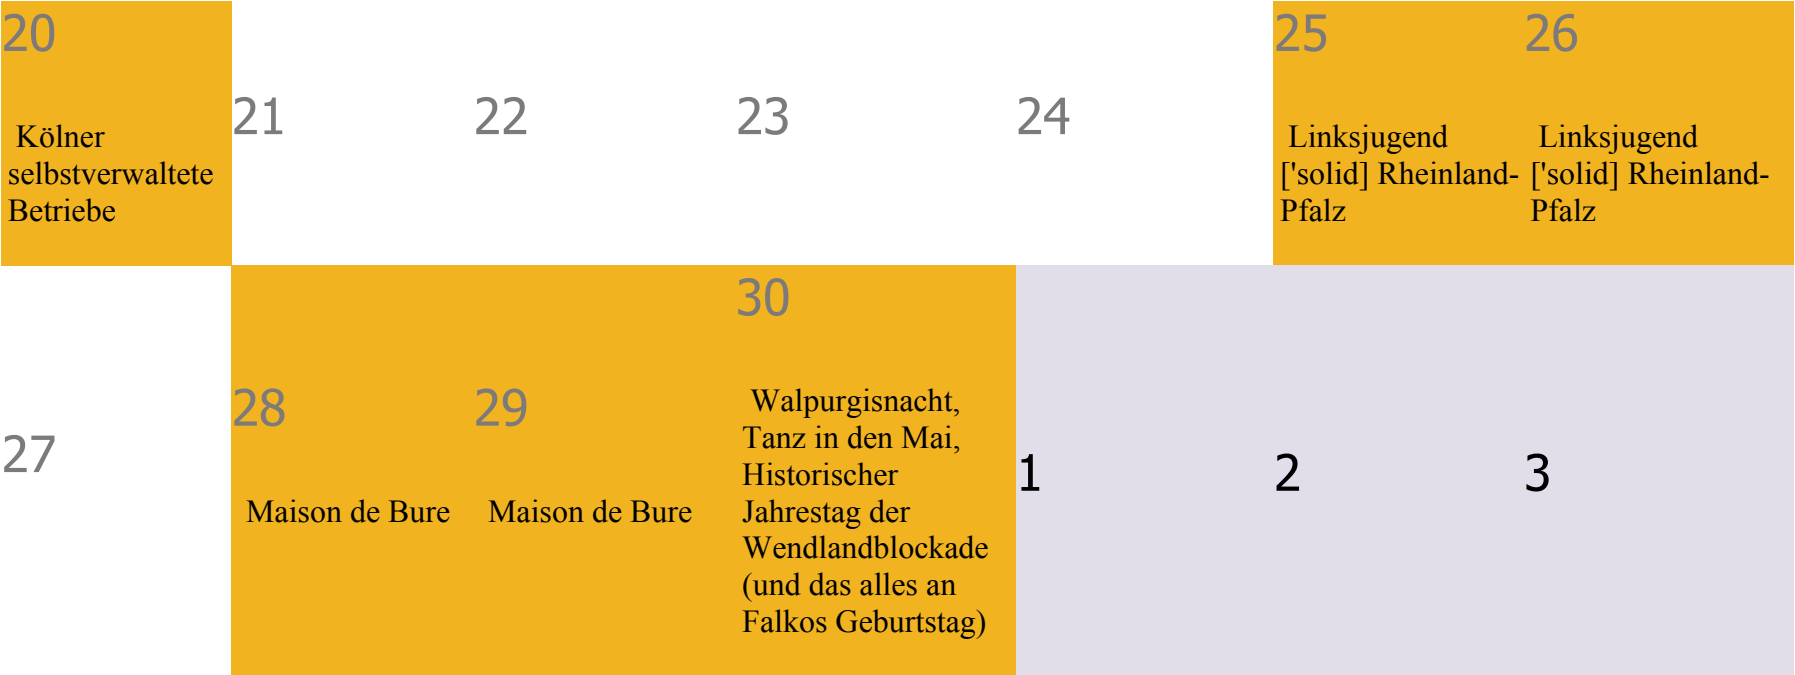 20
Kölner
selbstverwaltete
Betriebe
21
22
23
24
25
Linksjugend
['solid] Rheinland-
Pfalz
26
Linksjugend
['solid] Rheinland-
Pfalz
27
28
Maison de Bure
29
Maison de Bure
30
Walpurgisnacht,
Tanz in den Mai,
Historischer
Jahrestag der
Wendlandblockade
(und das alles an
Falkos Geburtstag)
1
2
3